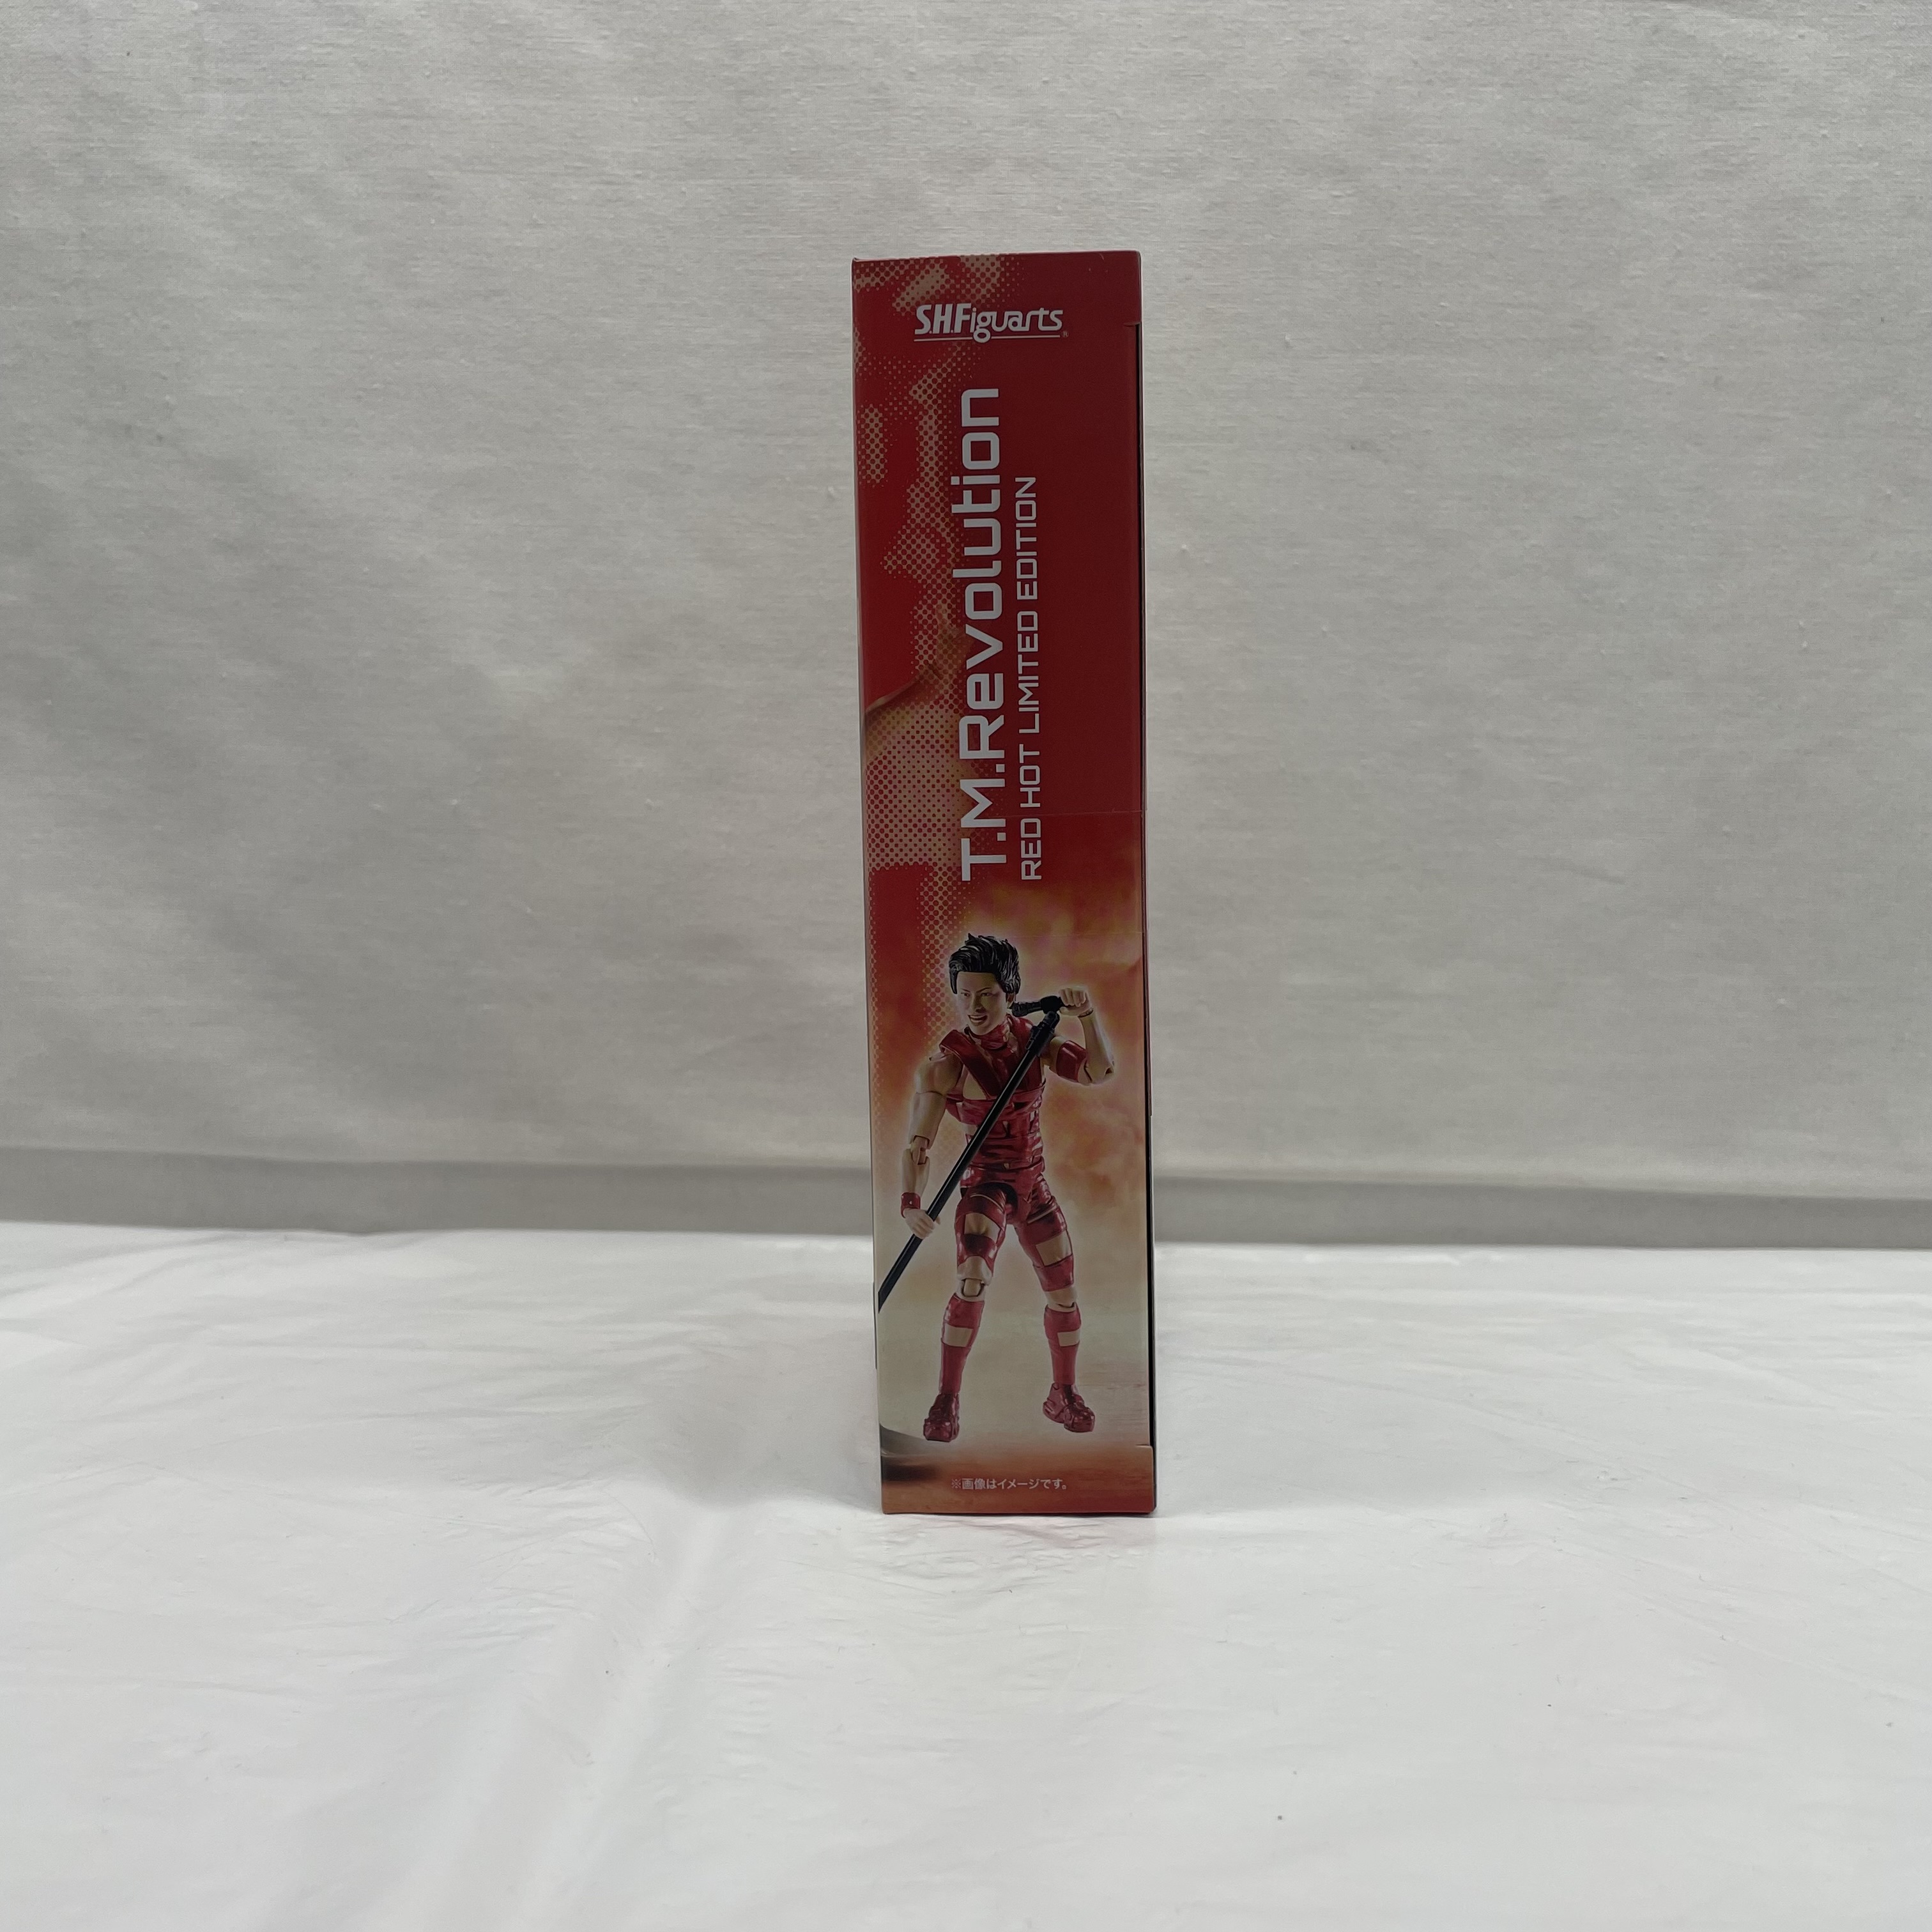 S.H.Figuarts
T.M.Revolution
RED HOT LIMITED EDITION
※画像はイメージです。